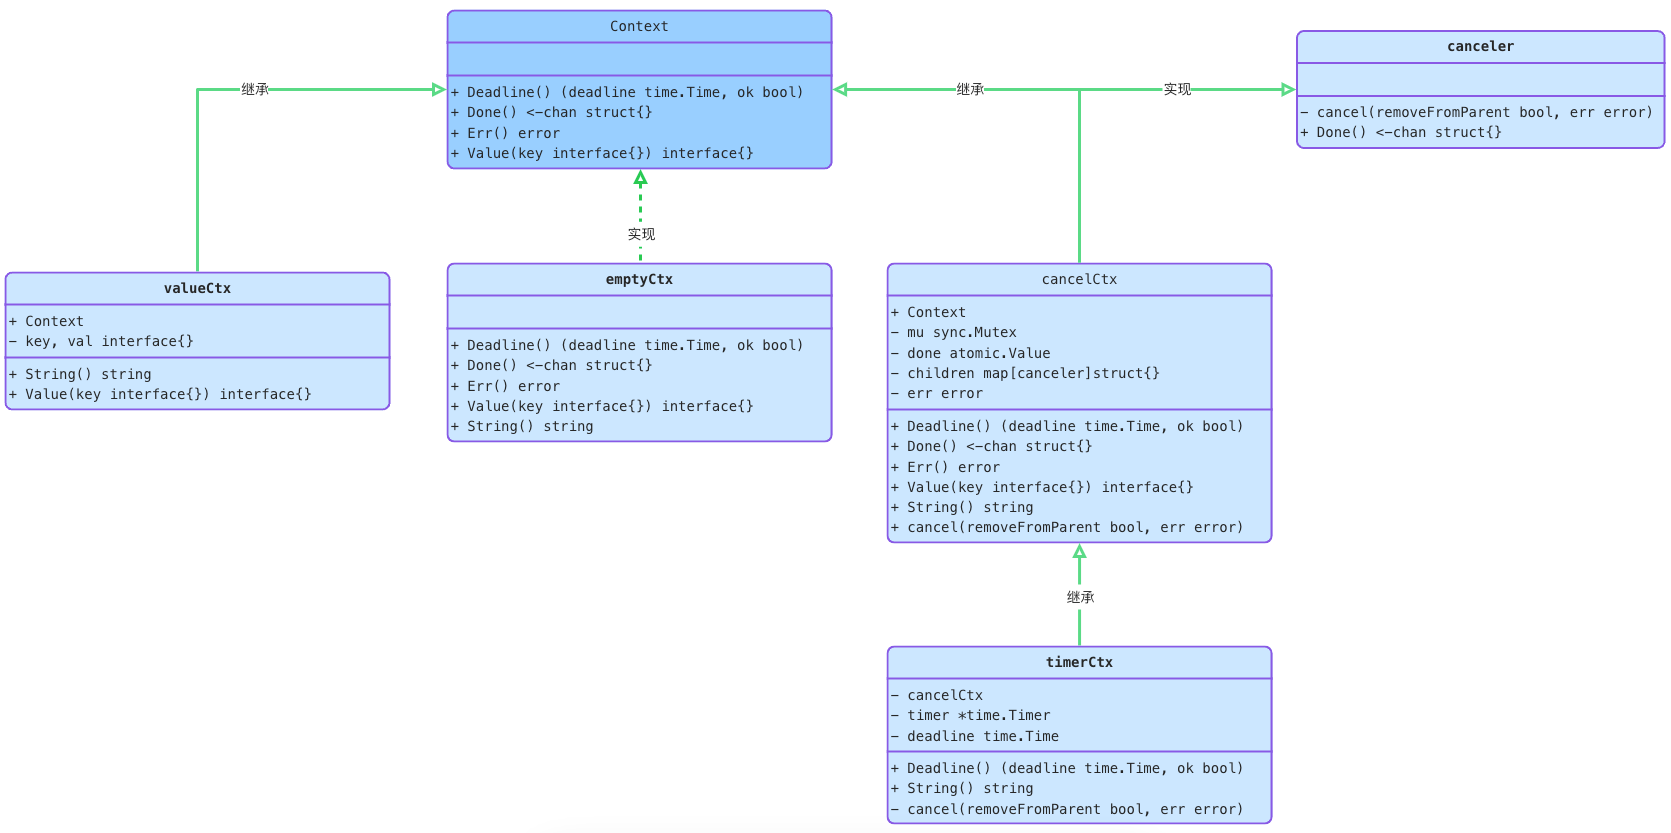 Context
+ Deadline() (deadline time.Time, ok bool)
+ Done() <-chan struct{}
+ Err() error
+ Value(key interface{}) interface{}
canceler
- cancel(removeFromParent bool, err error)
+ Done() <-chan struct{}
继承
继承
实现
实现
valueCtx
+ Context
- key, val interface{}
+ String() string
+ Value(key interface{}) interface{}
emptyCtx
+ Deadline() (deadline time.Time, ok bool)
+ Done() <-chan struct{}
+ Err() error
+ Value(key interface{}) interface{}
+ String() string
cancelCtx
+ Context
- mu sync.Mutex
- done atomic.Value
- children map[canceler]struct{}
- err error
+ Deadline() (deadline time.Time, ok bool)
+ Done() <-chan struct{}
+ Err() error
+ Value(key interface{}) interface{}
+ String() string
+ cancel(removeFromParent bool, err error)
继承
timerCtx
- cancelCtx
- timer *time.Timer
- deadline time.Time
+ Deadline() (deadline time.Time, ok bool)
+ String() string
- cancel(removeFromParent bool, err error)